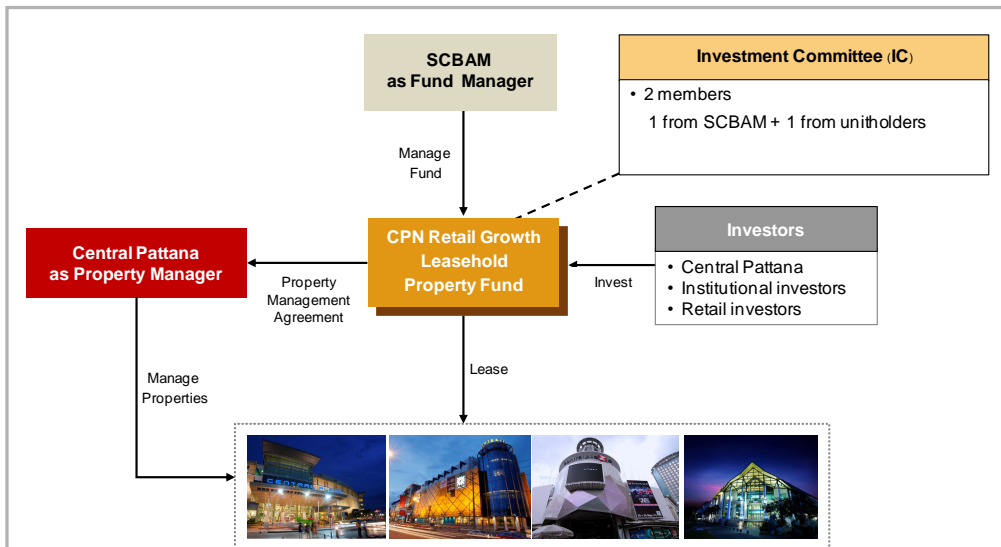 SCBAM
as Fund Manager
Investment Committee (IC)
• 2 members
1 from SCBAM + 1 from unitholders
Manage
Fund
CPN Retail Growth
Leasehold
Property Fund
Central Pattana
as Property Manager
Investors
• Central Pattana
• Institutional investors
• Retail investors
Property
Management
Agreement
Invest
Lease
Manage
Properties